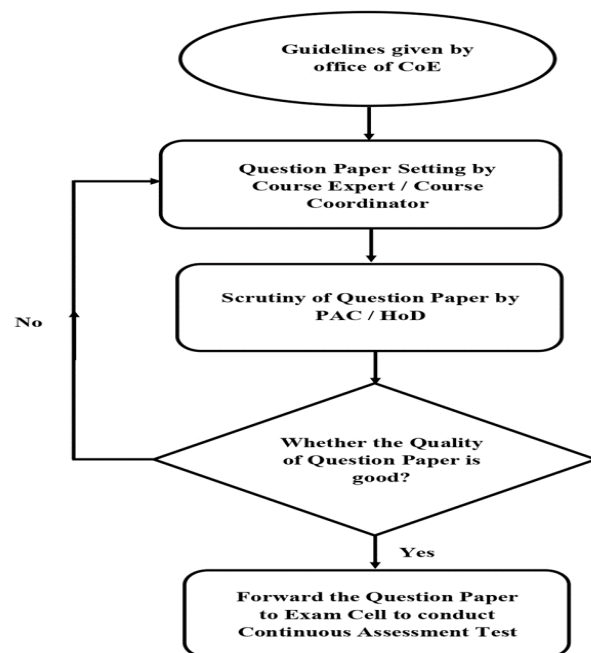 Guidelines given by
office of CoE
Question Paper Setting by
Course Expert / Course
Coordinator
Scrutiny of Question Paper by
PAC / HoD
No
Whether the Quality
of Question Paper is
good?
Yes
Forward the Question Paper
to Exam Cell to conduct
Continuous Assessment Test